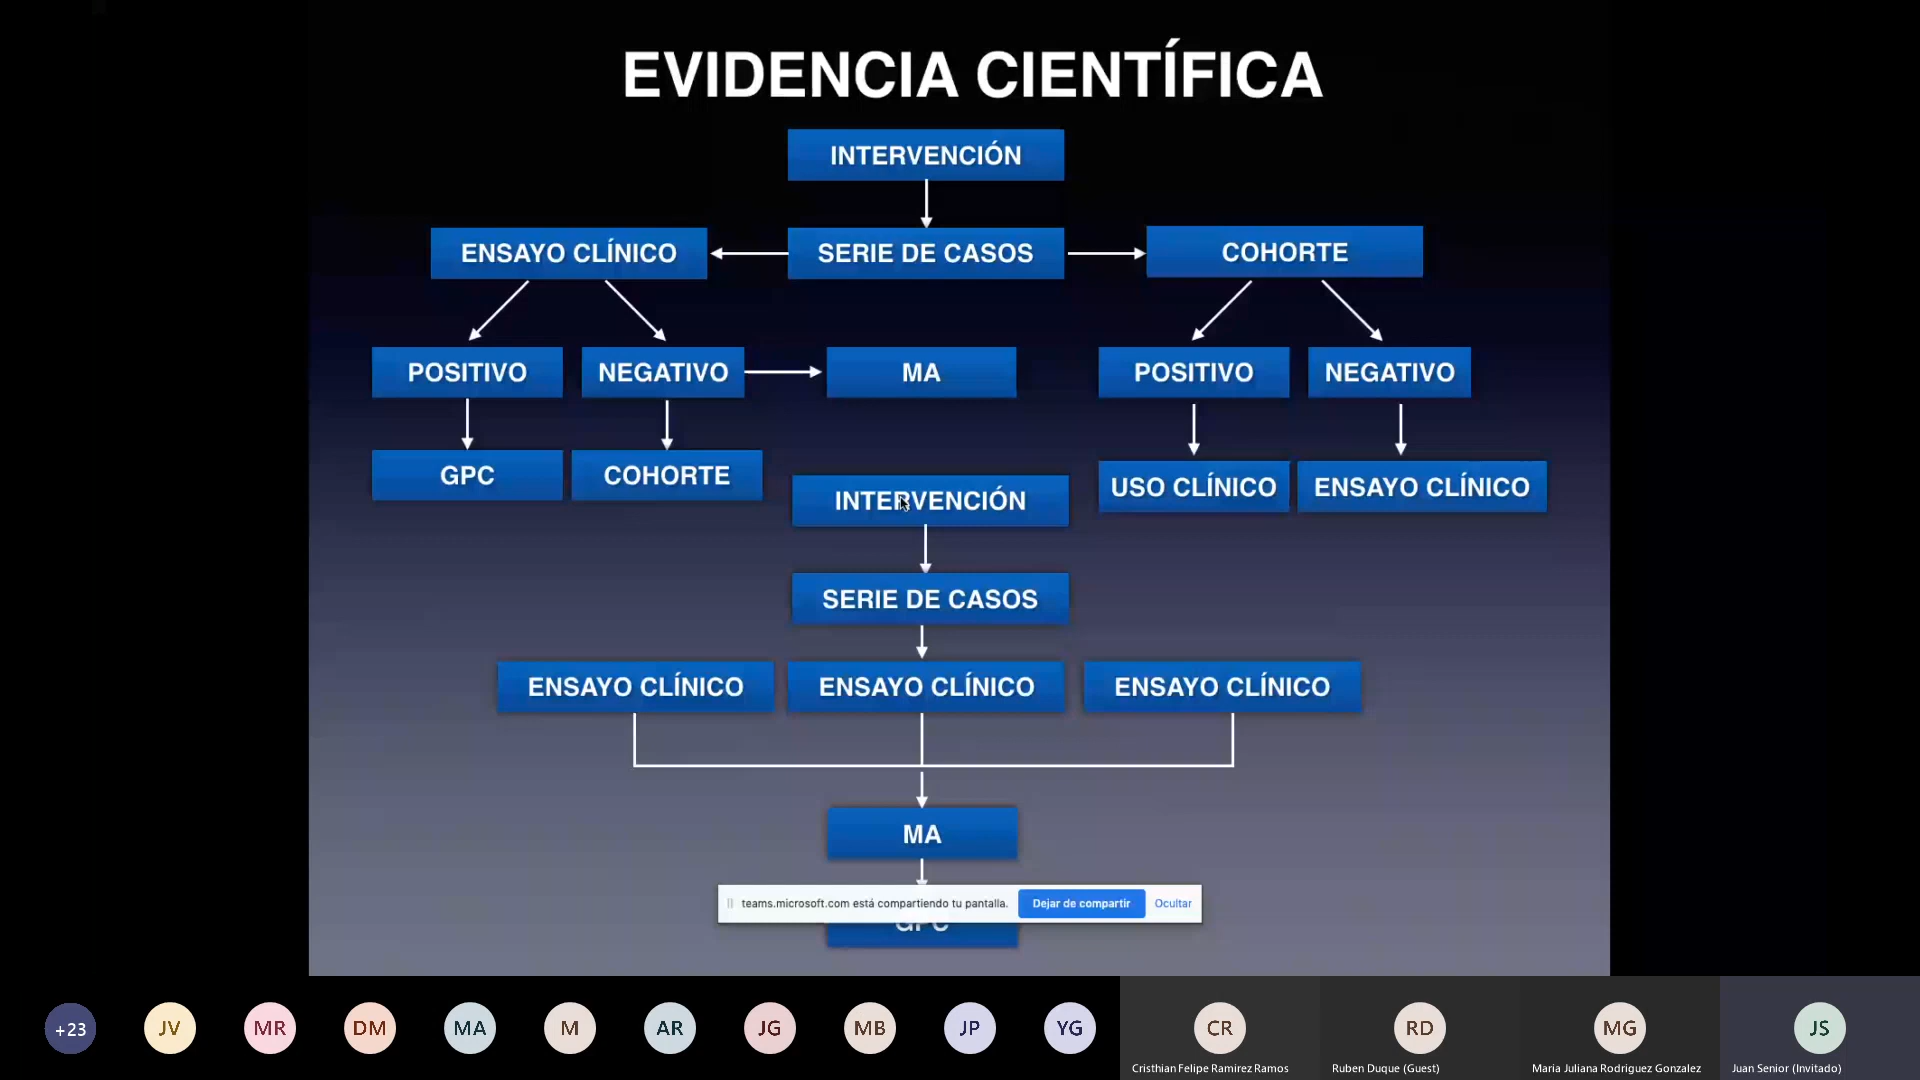 EVIDENCIA CIENTÍFICA
INTERVENCIÓN
ENSAYO CLÍNICO
SERIE DE CASOS
COHORTE
POSITIVO
NEGATIVO
MA
POSITIVO
NEGATIVO
GPC
COHORTE
USO CLÍNICO
ENSAYO CLÍNICO
INTERVENCIÓN
SERIE DE CASOS
ENSAYO CLÍNICO
ENSAYO CLÍNICO
ENSAYO CLÍNICO
MA
teams.microsoft.com está compartiendo tu pantalla.
Dejar de compartir
Ocultar
GPC
+23
JV
MR
DM
MA
M
AR
JG
MB
JP
YG
CR
RD
MG
JS
Cristhian Felipe Ramirez Ramos
Ruben Duque (Guest)
Maria Juliana Rodriguez Gonzalez
Juan Senior (Invitado)